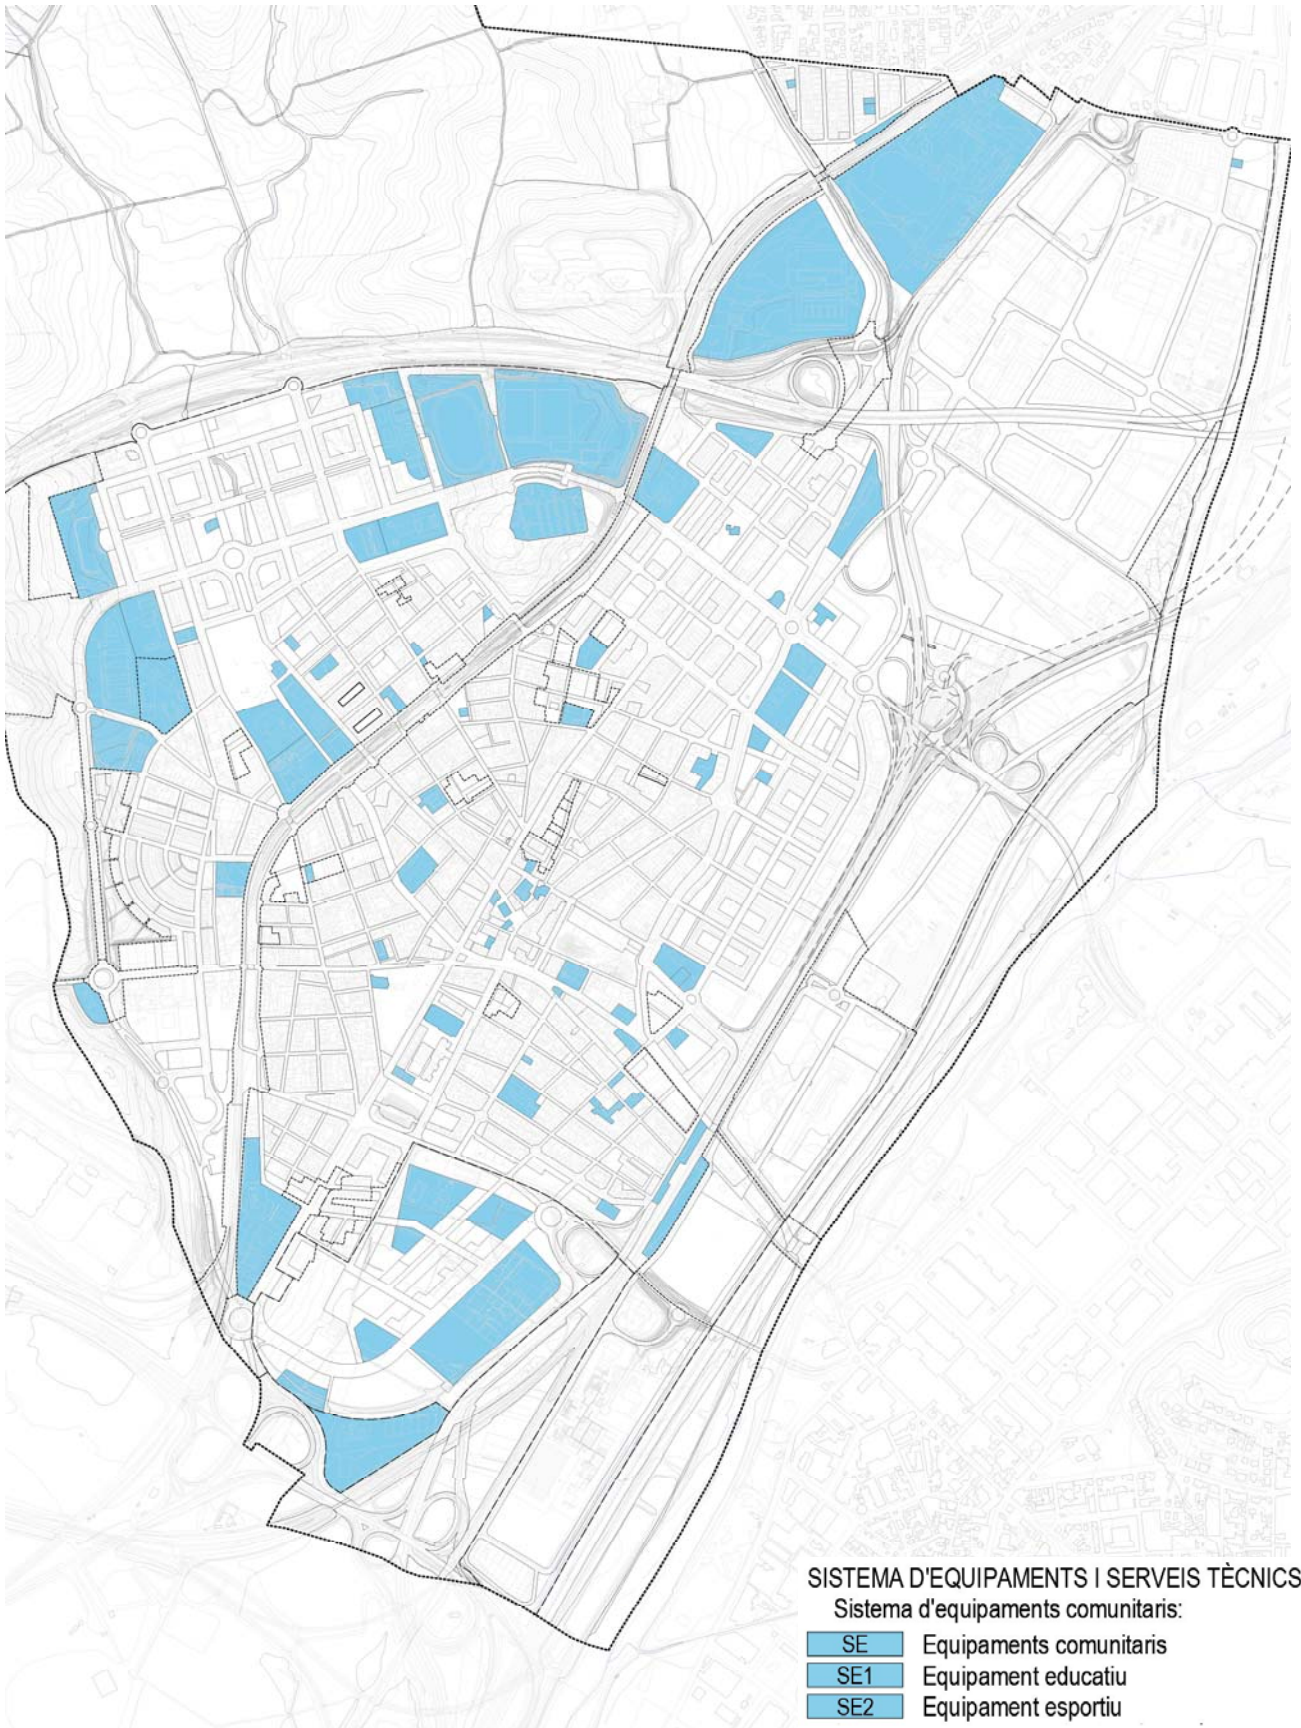 SISTEMA D'EQUIPAMENTS I SERVEIS TÈCNICS
Sistema d'equipaments comunitaris:
SE Equipaments comunitaris
SE1 Equipament educatiu
SE2 Equipament esportiu